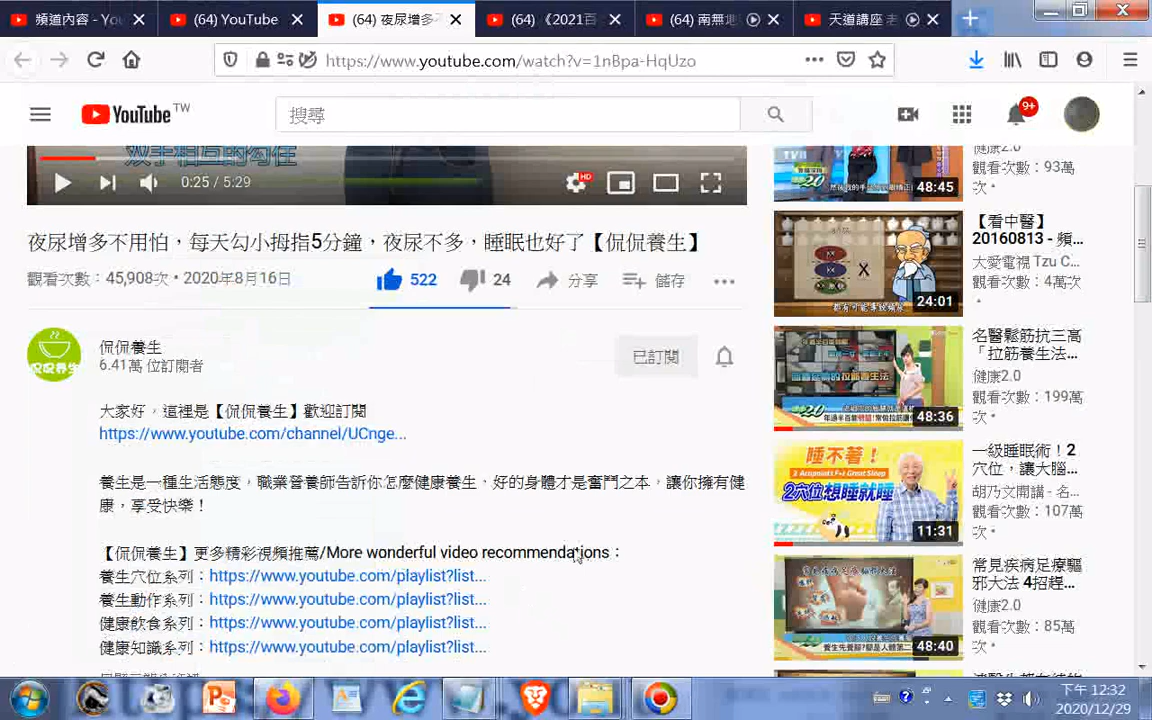 頻道內容 - You
(64) YouTube
(64) 夜尿增多不
(64) 《2021百
(64) 南無地
天道講座 老
https://www.youtube.com/watch?v=1nBpa-HqUzo
YouTube TW
搜尋
9+
双手相互的勾住
0:25 / 5:29
HD
夜尿增多不用怕，每天勾小拇指5分鐘，夜尿不多，睡眠也好了【侃侃養生】
觀看次數：45,908次 • 2020年8月16日
522
24
分享
儲存
侃侃养生
侃侃養生
6.41萬 位訂閱者
已訂閱
大家好，這裡是【侃侃養生】歡迎訂閱
https://www.youtube.com/channel/UCnge...
養生是一種生活態度，職業營養師告訴你怎麼健康養生，好的身體才是奮鬥之本，讓你擁有健
康，享受快樂！
【侃侃養生】更多精彩視頻推薦/More wonderful video recommendations：
養生穴位系列：https://www.youtube.com/playlist?list...
養生動作系列：https://www.youtube.com/playlist?list...
健康飲食系列：https://www.youtube.com/playlist?list...
健康知識系列：https://www.youtube.com/playlist?list...
48:45
健康2.0
觀看次數：93萬
次 •
24:01
【看中醫】
20160813 - 頻...
大愛電視 Tzu C...
觀看次數：4萬次
•
48:36
名醫鬆筋抗三高
「拉筋養生法...
健康2.0
觀看次數：199萬
次 •
睡不著！
2 Acupoints For Great Sleep
2穴位想睡就睡
11:31
一級睡眠術！2
穴位，讓大腦...
胡乃文開講 - 名...
觀看次數：107萬
次 •
48:40
常見疾病足療驅
邪大法 4招趕...
健康2.0
觀看次數：85萬
次 •
下午 12:32
2020/12/29